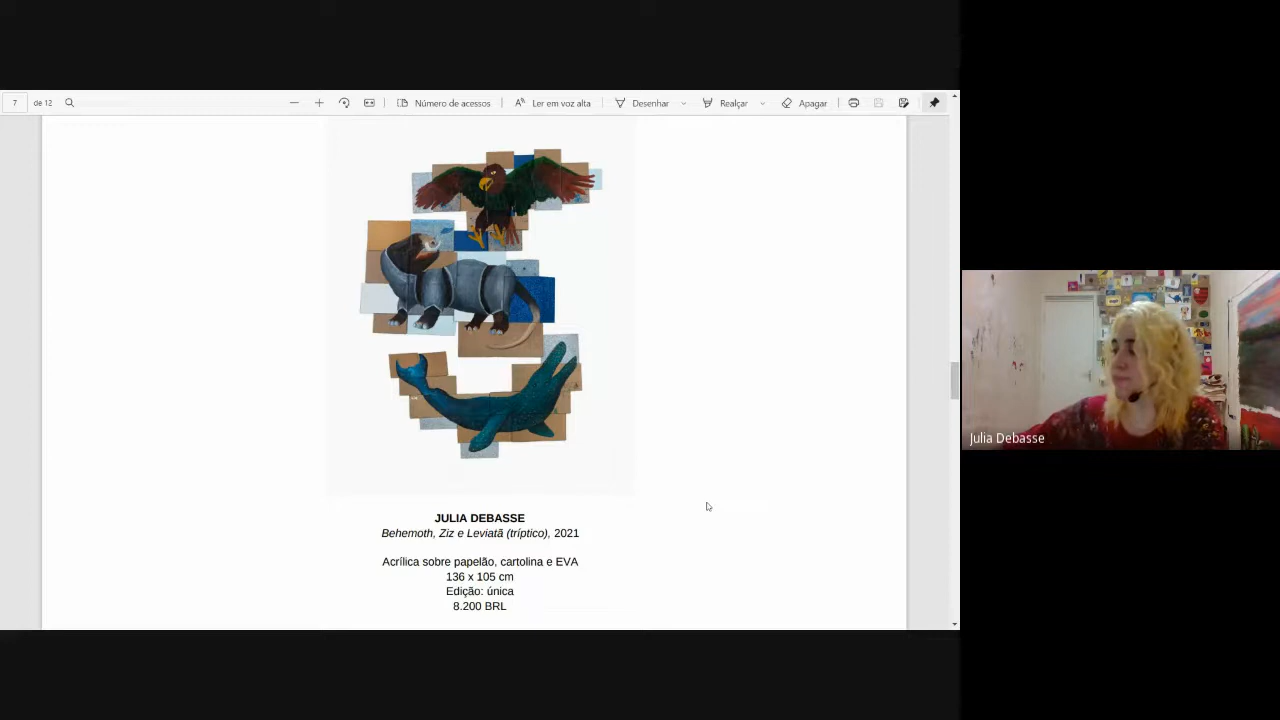 7 de 12 Número de acessos Ler em voz alta Desenhar Realçar Apagar
JULIA DEBASSE
Behemoth, Ziz e Leviatã (tríptico), 2021
Acrílica sobre papelão, cartolina e EVA
136 x 105 cm
Edição: única
8.200 BRL
Julia Debasse